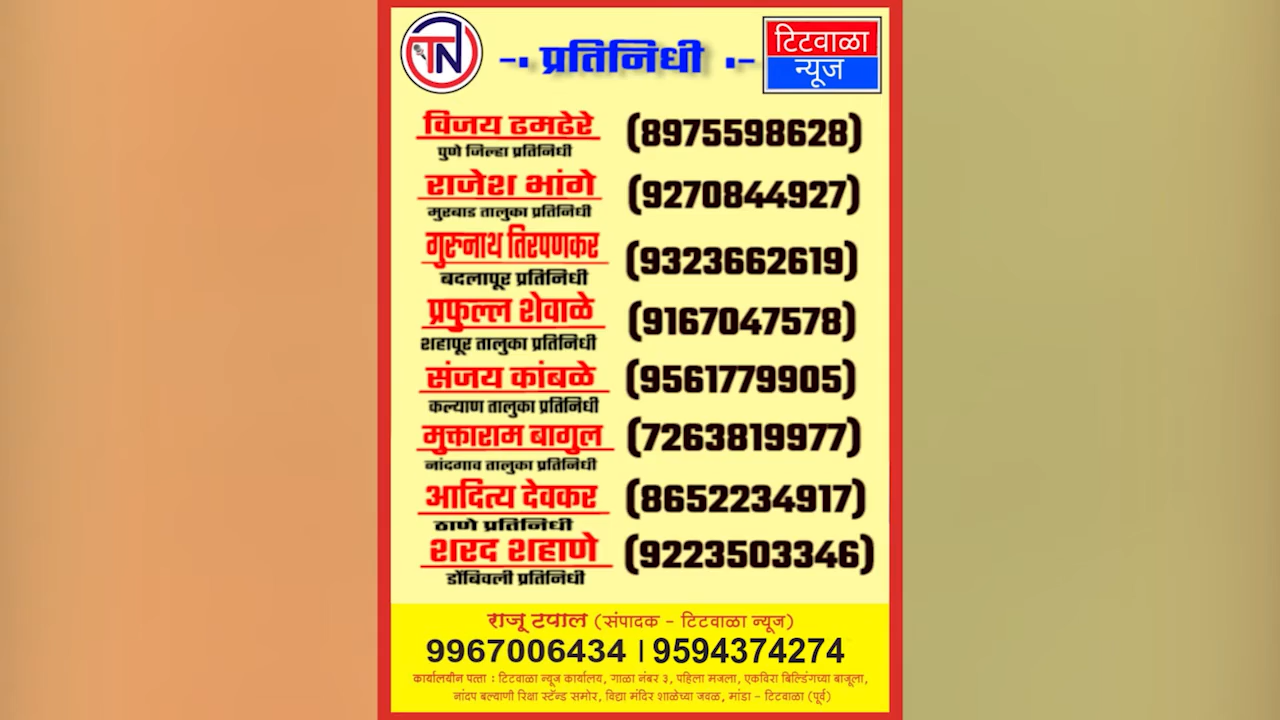 TN
-: प्रतिनिधी :-
टिटवाळा
न्यूज
विजय ढमढेरे (8975598628)
पुणे जिल्हा प्रतिनिधी
राजेश भांगे (9270844927)
मुरबाड तालुका प्रतिनिधी
गुरुनाथ तिरपणकर (9323662619)
बदलापूर प्रतिनिधी
प्रफुल्ल शेवाळे (9167047578)
शहापूर तालुका प्रतिनिधी
संजय कांबळे (9561779905)
कल्याण तालुका प्रतिनिधी
मुक्ताराम बागुल (7263819977)
नांदगाव तालुका प्रतिनिधी
आदित्य देवकर (8652234917)
ठाणे प्रतिनिधी
शरद शहाणे (9223503346)
डोंबिवली प्रतिनिधी
राजू टपाल (संपादक - टिटवाळा न्यूज)
9967006434 । 9594374274
कार्यालयीन पत्ता : टिटवाळा न्यूज कार्यालय, गाळा नंबर ३, पहिला मजला, एकविरा बिल्डिंगच्या बाजूला,
नांदप बल्याणी रिक्षा स्टॅन्ड समोर, विद्या मंदिर शाळेच्या जवळ, मांडा - टिटवाळा (पूर्व)